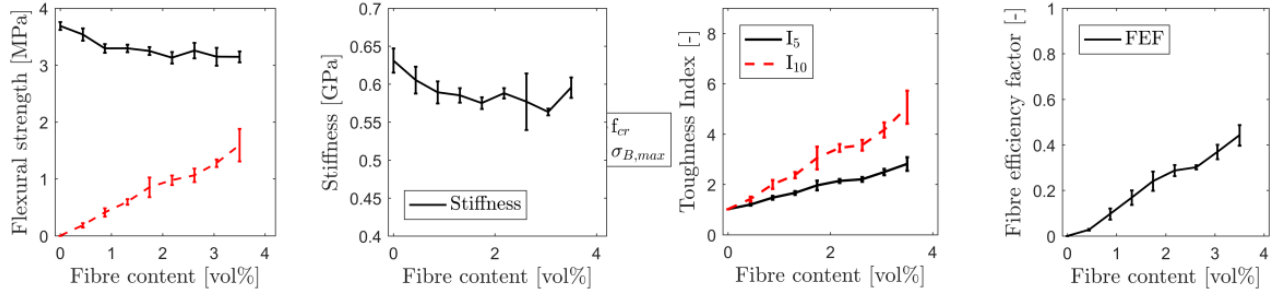 Flexural strength [MPa]
4
3
2
1
0
0 1 2 3 4
Fibre content [vol%]
Stiffness [GPa]
0.7
0.65
0.6
0.55
0.5
0.45
0.4
Stiffness
0 1 2 3 4
Fibre content [vol%]
f_cr
σ_B,max
Toughness Index [-]
8
6
4
2
0
I_5
I_10
0 2 4
Fibre content [vol%]
Fibre efficiency factor [-]
1
0.8
0.6
0.4
0.2
0
FEF
0 1 2 3 4
Fibre content [vol%]